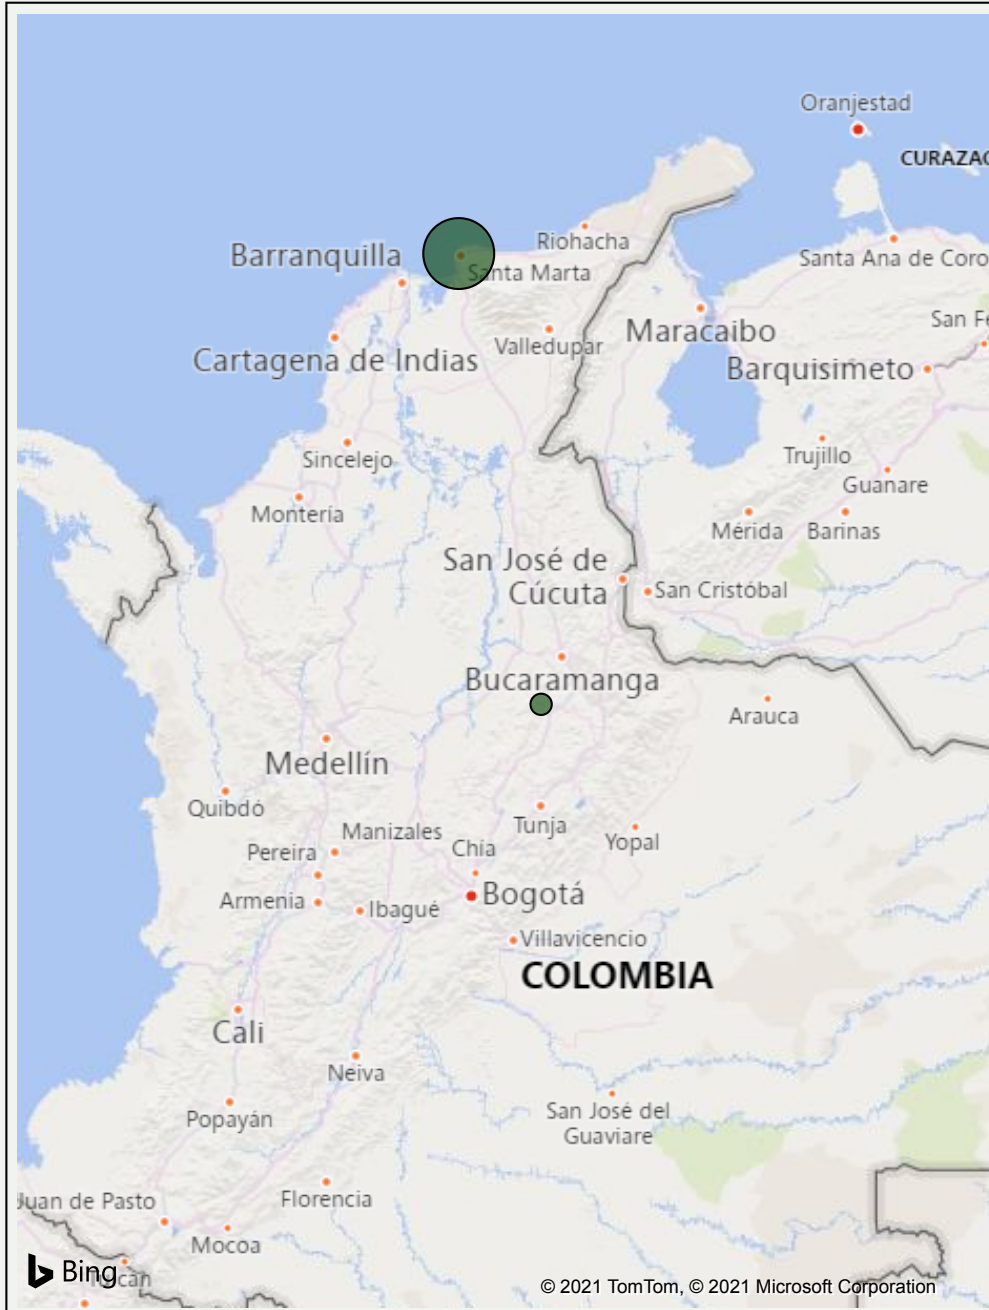 Oranjestad
CURAZAO
Barranquilla
Riohacha
Santa Marta
Santa Ana de Coro
San Fe
Maracaibo
Valledupar
Cartagena de Indias
Barquisimeto
Sincelejo
Trujillo
Guanare
Montería
Mérida
Barinas
San José de
Cúcuta
San Cristóbal
Bucaramanga
Arauca
Medellín
Quibdó
Manizales
Tunja
Yopal
Chía
Pereira
Armenia
Ibagué
Bogotá
Villavicencio
COLOMBIA
Cali
Neiva
Popayán
San José del
Guaviare
Juan de Pasto
Florencia
Mocoa
Bing
© 2021 TomTom, © 2021 Microsoft Corporation